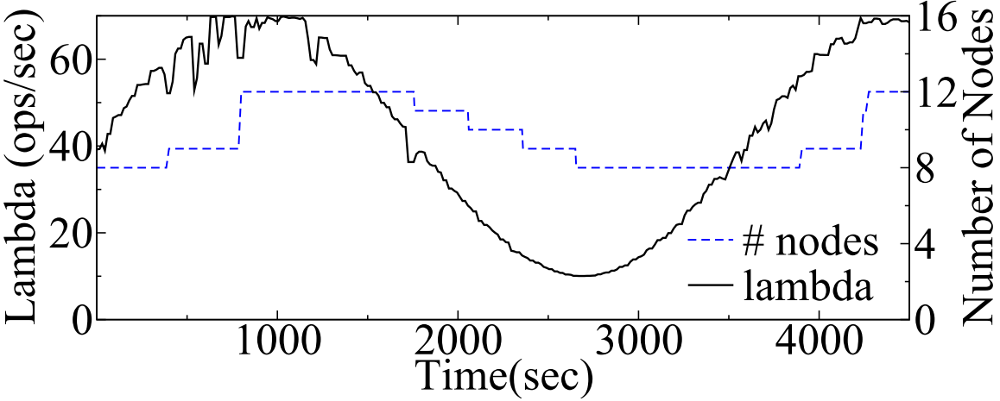 Lambda (ops/sec)
60
40
20
0
16
12
8
4
0
Number of Nodes
# nodes
lambda
1000
2000
3000
4000
Time(sec)